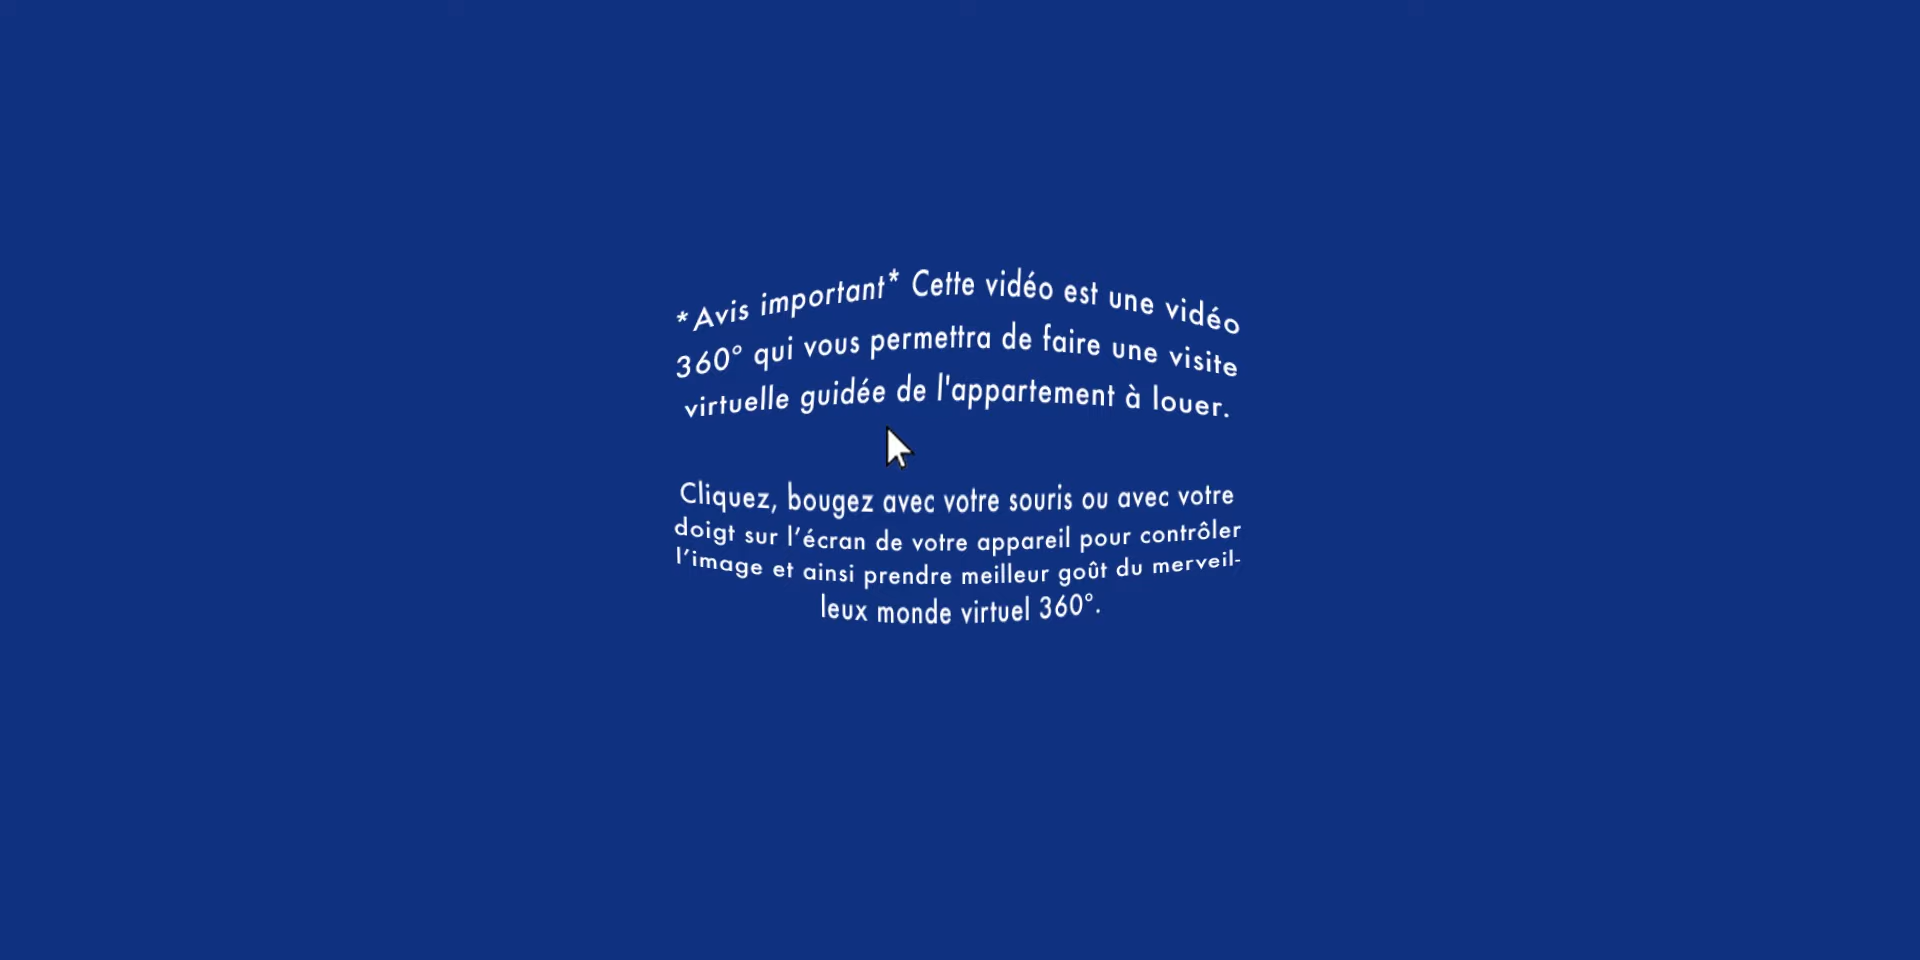 *Avis important* Cette vidéo est une vidéo
360° qui vous permettra de faire une visite
virtuelle guidée de l'appartement à louer.
Cliquez, bougez avec votre souris ou avec votre
doigt sur l’écran de votre appareil pour contrôler
l’image et ainsi prendre meilleur goût du merveil-
leux monde virtuel 360°.